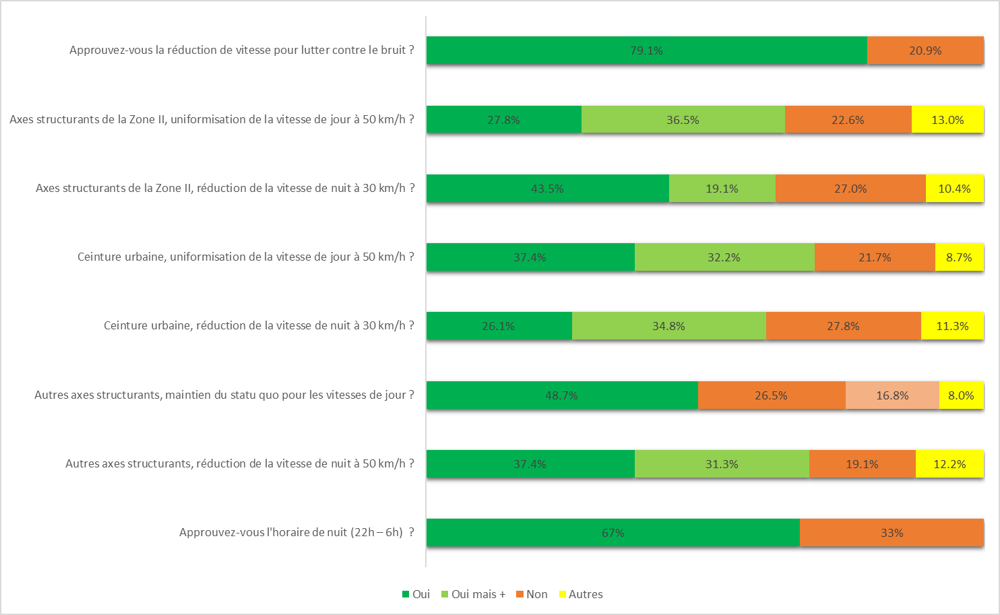 Approuvez-vous la réduction de vitesse pour lutter contre le bruit ?
79.1% 20.9%
Axes structurants de la Zone II, uniformisation de la vitesse de jour à 50 km/h ?
27.8% 36.5% 22.6% 13.0%
Axes structurants de la Zone II, réduction de la vitesse de nuit à 30 km/h ?
43.5% 19.1% 27.0% 10.4%
Ceinture urbaine, uniformisation de la vitesse de jour à 50 km/h ?
37.4% 32.2% 21.7% 8.7%
Ceinture urbaine, réduction de la vitesse de nuit à 30 km/h ?
26.1% 34.8% 27.8% 11.3%
Autres axes structurants, maintien du statu quo pour les vitesses de jour ?
48.7% 26.5% 16.8% 8.0%
Autres axes structurants, réduction de la vitesse de nuit à 50 km/h ?
37.4% 31.3% 19.1% 12.2%
Approuvez-vous l'horaire de nuit (22h – 6h) ?
67% 33%
Oui Oui mais + Non Autres